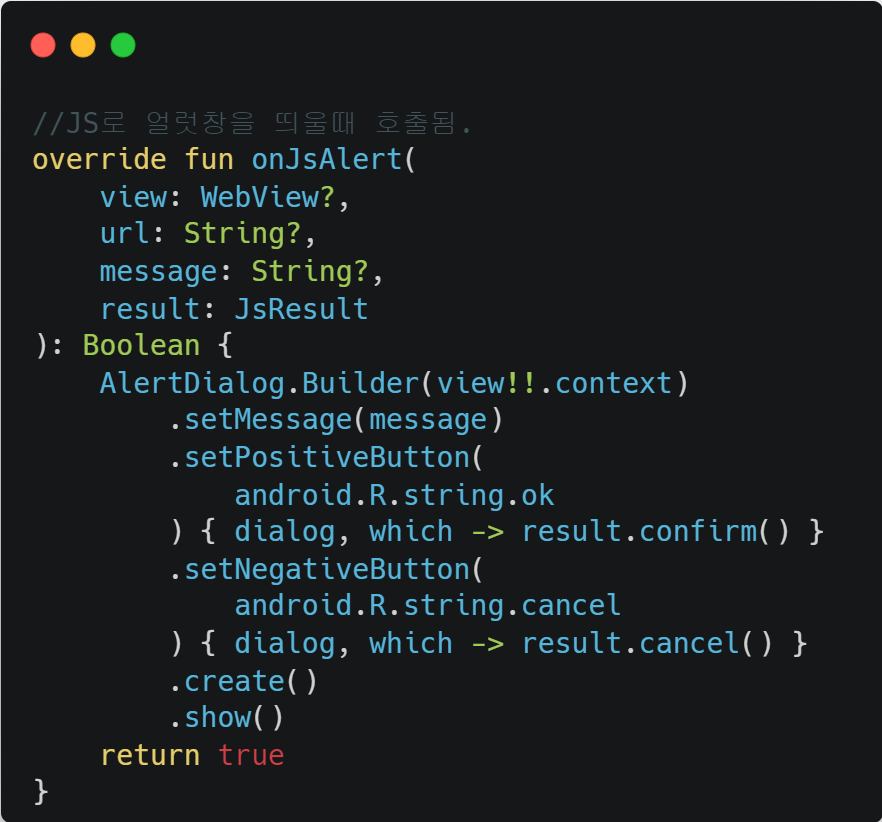 //JS로 얼럿창을 띄울때 호출됨.
override fun onJsAlert(
    view: WebView?,
    url: String?,
    message: String?,
    result: JsResult
): Boolean {
    AlertDialog.Builder(view!!.context)
        .setMessage(message)
        .setPositiveButton(
            android.R.string.ok
        ) { dialog, which -> result.confirm() }
        .setNegativeButton(
            android.R.string.cancel
        ) { dialog, which -> result.cancel() }
        .create()
        .show()
    return true
}